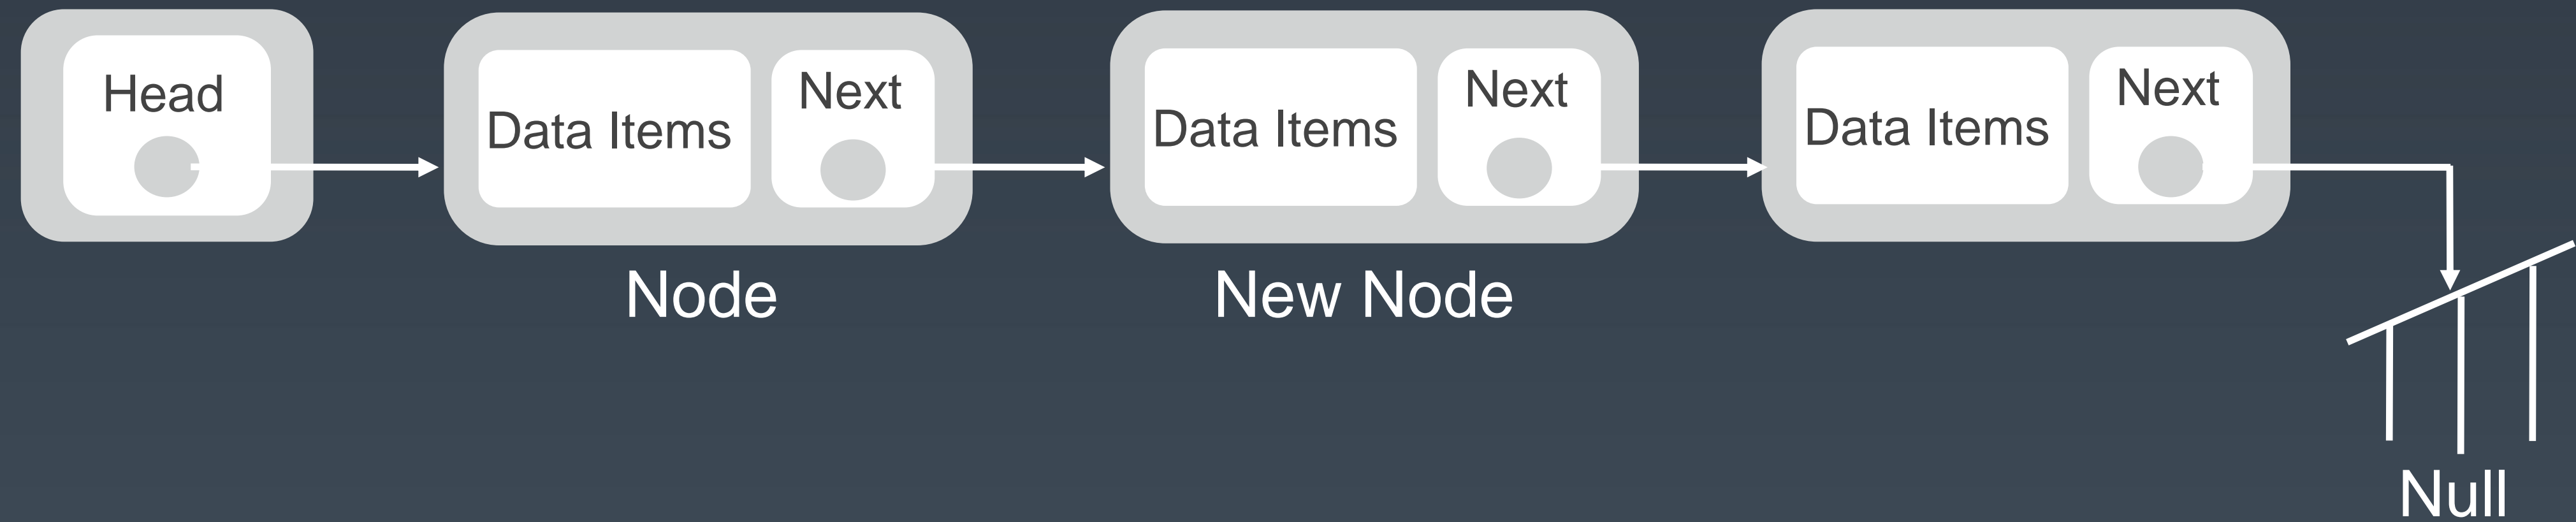 Head
Data Items
Next
Data Items
Next
Data Items
Next
Node
New Node
Null